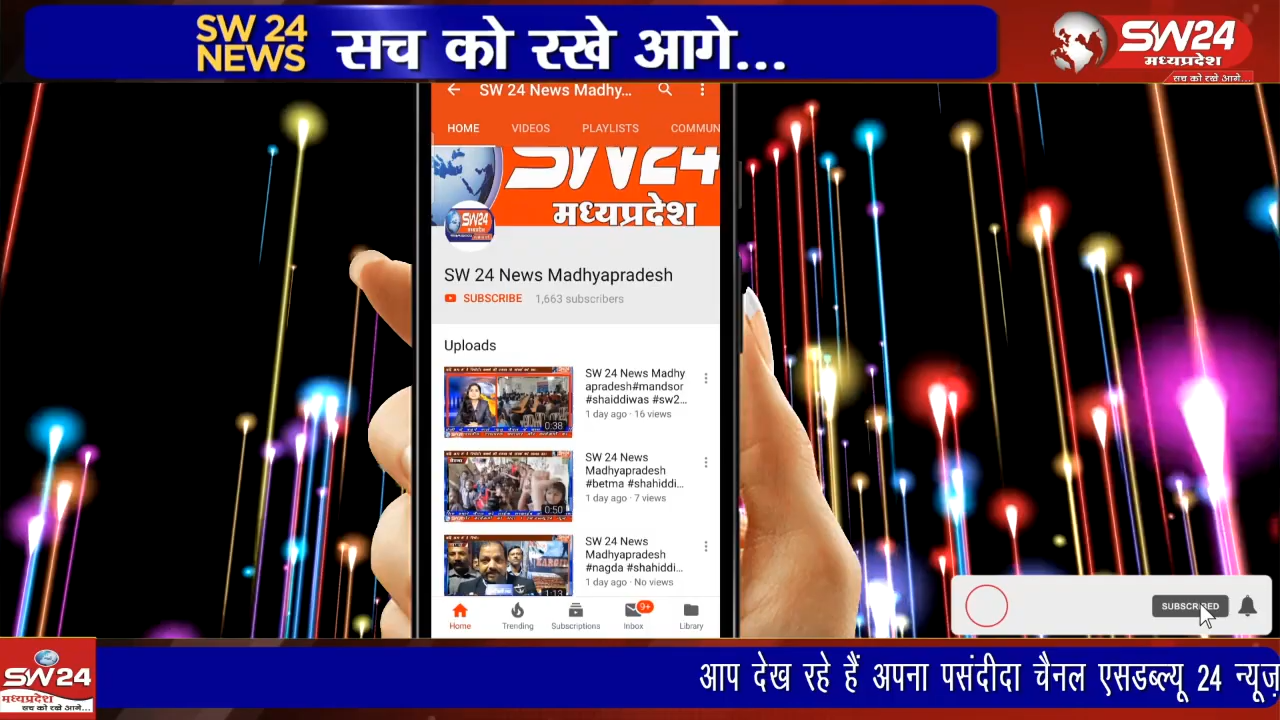 SW 24
NEWS
सच को रखे आगे...
SW24
मध्यप्रदेश
सच को रखे आगे...
SW 24 News Madhy...
HOME VIDEOS PLAYLISTS COMMUN
SW24
मध्यप्रदेश
SW24
SW 24 News Madhyapradesh
SUBSCRIBE 1,663 subscribers
Uploads
SW 24 News Madhy
apradesh#mandsor
#shaiddiwas #sw2...
1 day ago · 16 views
0:38
SW 24 News
Madhyapradesh
#betma #shahiddi...
1 day ago · 7 views
0:50
SW 24 News
Madhyapradesh
#nagda #shahiddi...
1 day ago · No views
1:13
9+
Home Trending Subscriptions Inbox Library
SUBSCRIBED
SW24
मध्यप्रदेश
सच को रखे आगे...
आप देख रहे हैं अपना पसंदीदा चैनल एसडब्ल्यू 24 न्यूज़